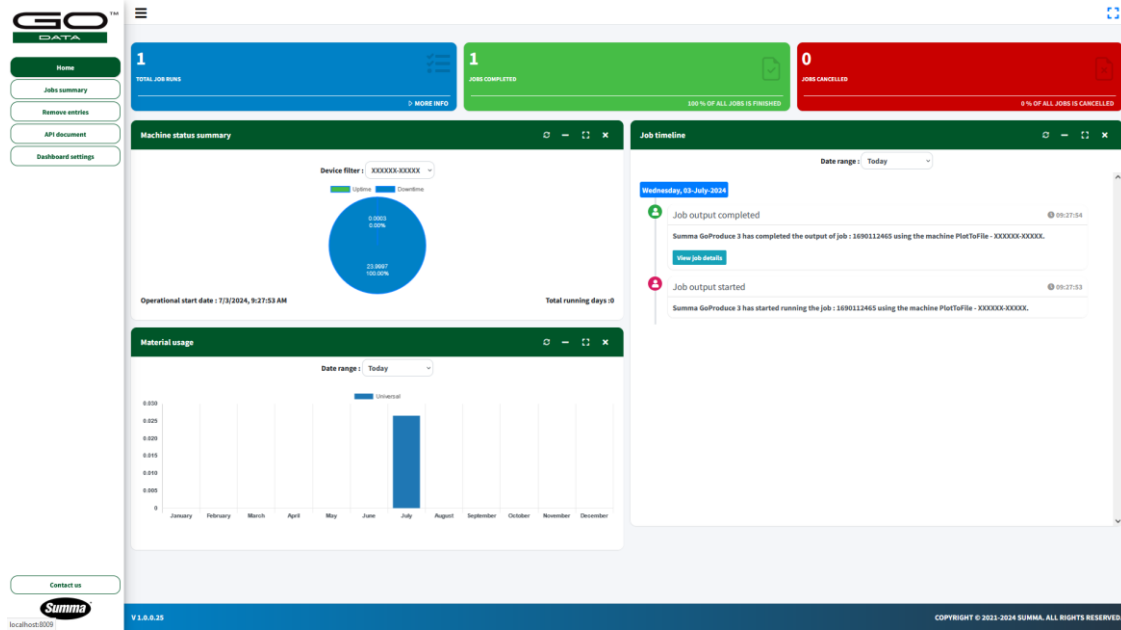 GO™
DATA
Home
Jobs summary
Remove entries
API document
Dashboard settings
Contact us
Summa
localhost:8009
1
TOTAL JOB RUNS
MORE INFO
1
JOBS COMPLETED
100 % OF ALL JOBS IS FINISHED
0
JOBS CANCELLED
0 % OF ALL JOBS IS CANCELLED
Machine status summary
Device filter : XXXXXX-XXXXX
Uptime Downtime
0.0003
0.00%
23.9997
100.00%
Operational start date : 7/3/2024, 9:27:53 AM Total running days :0
Material usage
Date range : Today
Universal
0.030
0.025
0.020
0.015
0.010
0.005
0
January February March April May June July August September October November December
Job timeline
Date range : Today
Wednesday, 03-July-2024
Job output completed 09:27:54
Summa GoProduce 3 has completed the output of job : 1690112465 using the machine PlotToFile - XXXXXX-XXXXX.
View job details
Job output started 09:27:53
Summa GoProduce 3 has started running the job : 1690112465 using the machine PlotToFile - XXXXXX-XXXXX.
V 1.0.0.25
COPYRIGHT © 2021-2024 SUMMA. ALL RIGHTS RESERVED